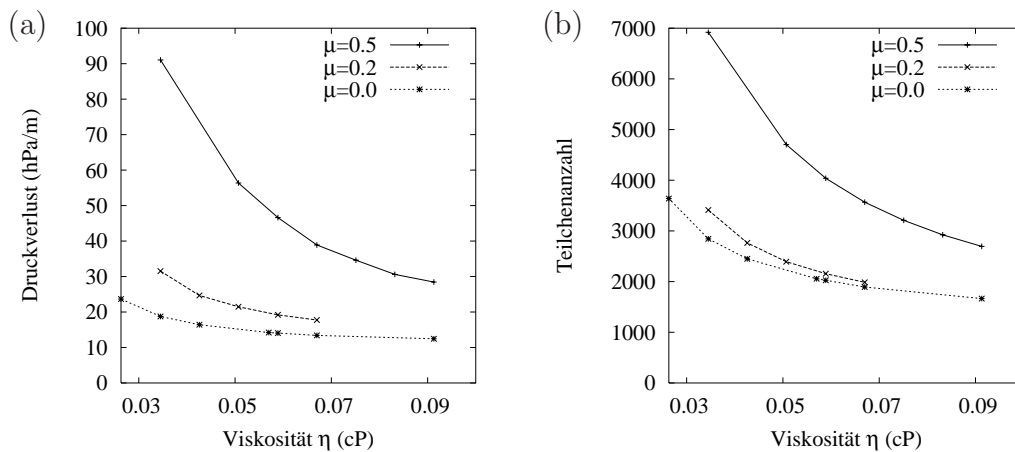 (a)
100
90
80
70
60
50
40
30
20
10
0
0.03 0.05 0.07 0.09
Druckverlust (hPa/m)
Viskosität η (cP)
μ=0.5
μ=0.2
μ=0.0
(b)
7000
6000
5000
4000
3000
2000
1000
0
0.03 0.05 0.07 0.09
Teilchenanzahl
Viskosität η (cP)
μ=0.5
μ=0.2
μ=0.0